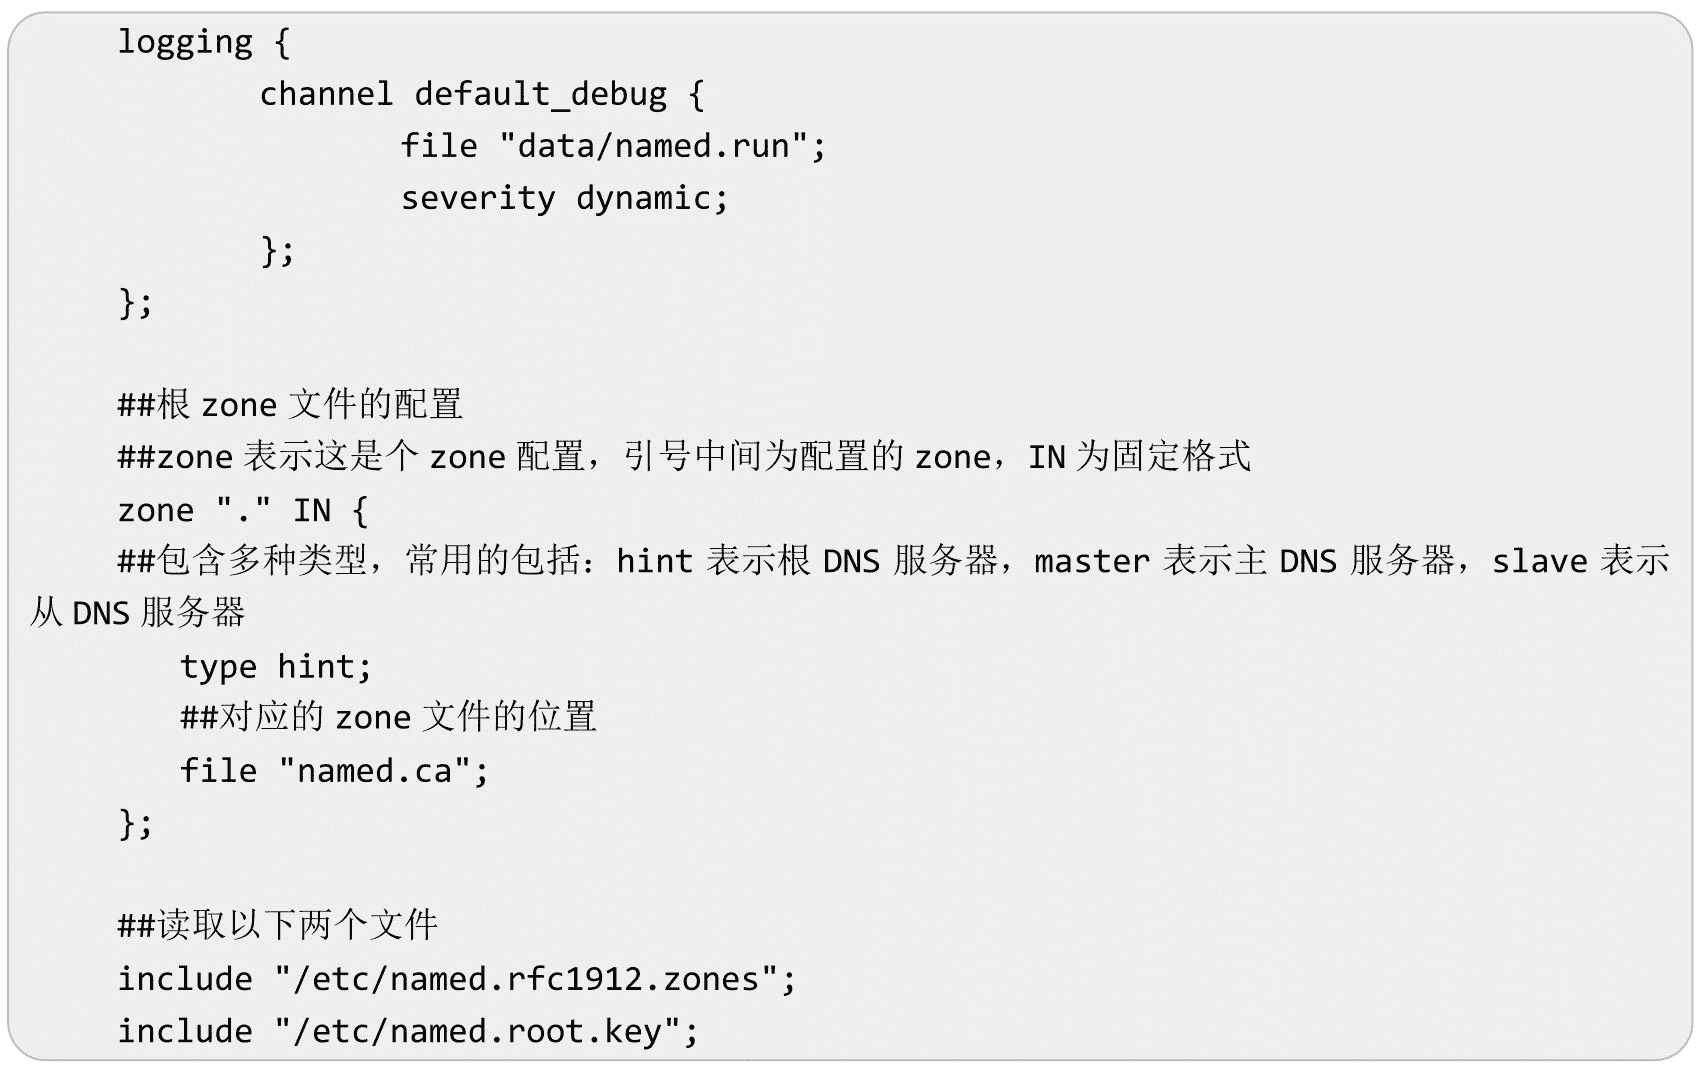 logging {
channel default_debug {
file "data/named.run";
severity dynamic;
};
};
##根 zone 文件的配置
##zone 表示这是个 zone 配置，引号中间为配置的 zone，IN 为固定格式
zone "." IN {
##包含多种类型，常用的包括：hint 表示根 DNS 服务器，master 表示主 DNS 服务器，slave 表示
从 DNS 服务器
type hint;
##对应的 zone 文件的位置
file "named.ca";
};
##读取以下两个文件
include "/etc/named.rfc1912.zones";
include "/etc/named.root.key";